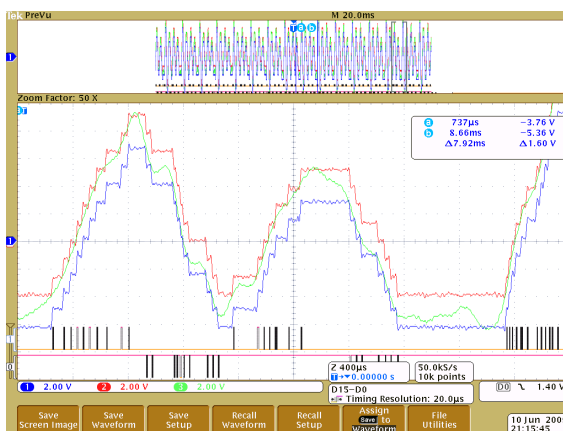 Tek PreVu M 20.0ms
Zoom Factor: 50 X
a 737µs -3.76 V
b 8.66ms -5.36 V
Δ7.92ms Δ1.60 V
1 2.00 V 2 2.00 V 2.00 V
Z 400µs
T→▼0.00000 s
50.0kS/s
10k points
D0 1.40 V
D15-D0
Timing Resolution: 20.0µs
Save Screen Image
Save Waveform
Save Setup
Recall Waveform
Recall Setup
Assign Save to Waveform
File Utilities
10 Jun
21:15:45